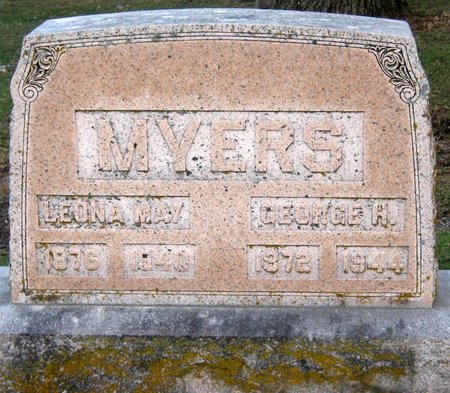 MYERS
LEONA MAY GEORGE H.
1876 1940 1872 1944